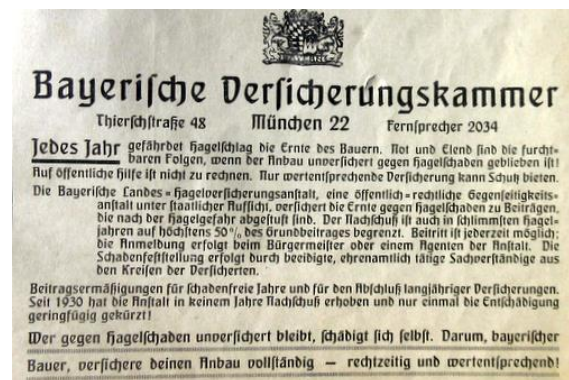 Bayerische Versicherungskammer
Thierschstraße 48 München 22 Fernsprecher 2034
Jedes Jahr gefährdet Hagelschlag die Ernte des Bauern. Not und Elend sind die furcht-
baren Folgen, wenn der Anbau unversichert gegen Hagelschaden geblieben ist!
Auf öffentliche Hilfe ist nicht zu rechnen. Nur wertentsprechende Versicherung kann Schutz bieten.
Die Bayerische Landes=Hagelversicherungsanstalt, eine öffentlich=rechtliche Gegenseitigkeits=
anstalt unter staatlicher Aufsicht, versichert die Ernte gegen Hagelschaden zu Beiträgen,
die nach der Hagelgefahr abgestuft sind. Der Nachschuß ist auch in schlimmsten Hagel=
jahren auf höchstens 50% des Grundbeitrages begrenzt. Beitritt ist jederzeit möglich;
die Anmeldung erfolgt beim Bürgermeister oder einem Agenten der Anstalt. Die
Schadenfeststellung erfolgt durch beeidigte, ehrenamtlich tätige Sachverständige aus
den Kreisen der Versicherten.
Beitragsermäßigungen für schadenfreie Jahre und für den Abschluß langjähriger Versicherungen.
Seit 1930 hat die Anstalt in keinem Jahre Nachschuß erhoben und nur einmal die Entschädigung
geringfügig gekürzt!
Wer gegen Hagelschaden unversichert bleibt, schädigt sich selbst. Darum, bayerischer
Bauer, versichere deinen Anbau vollständig — rechtzeitig und wertentsprechend!